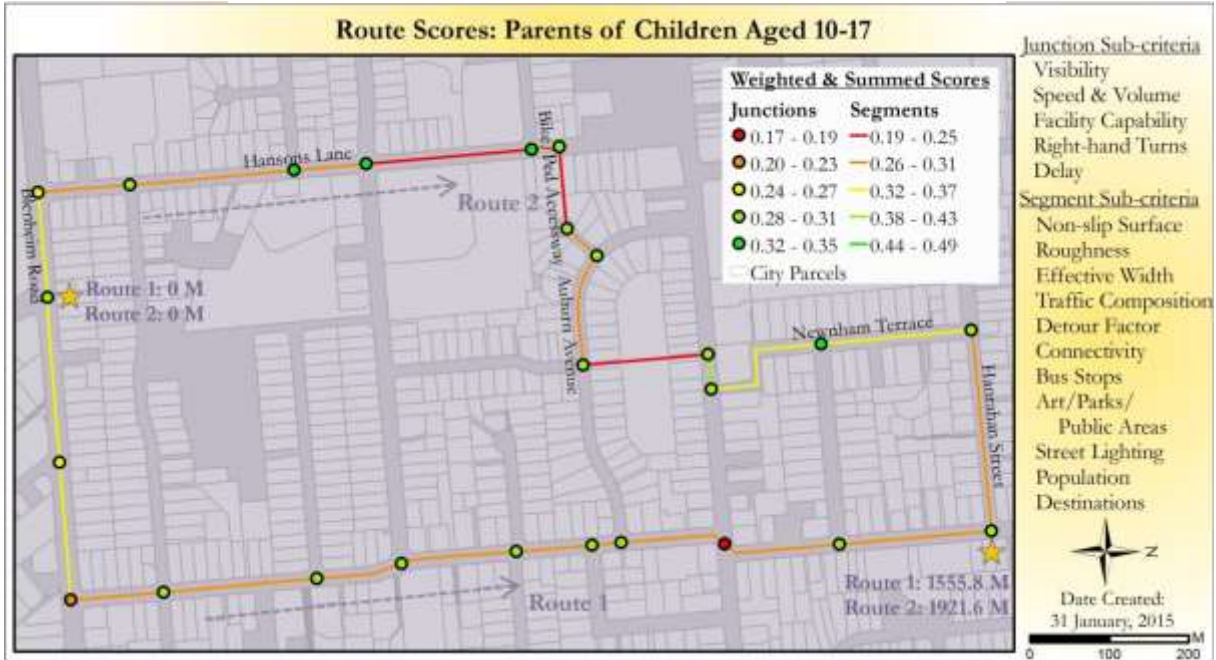 Route Scores: Parents of Children Aged 10-17
Weighted & Summed Scores
Junctions Segments
0.17 - 0.19 0.19 - 0.25
0.20 - 0.23 0.26 - 0.31
0.24 - 0.27 0.32 - 0.37
0.28 - 0.31 0.38 - 0.43
0.32 - 0.35 0.44 - 0.49
City Parcels
Hansons Lane
Route 2
Bike/Ped Accessway
Blenheim Road
Route 1: 0 M
Route 2: 0 M
Auburn Avenue
Newnham Terrace
Hanrahan Street
Route 1
Route 1: 1555.8 M
Route 2: 1921.6 M
Junction Sub-criteria
Visibility
Speed & Volume
Facility Capability
Right-hand Turns
Delay
Segment Sub-criteria
Non-slip Surface
Roughness
Effective Width
Traffic Composition
Detour Factor
Connectivity
Bus Stops
Art/Parks/
Public Areas
Street Lighting
Population
Destinations
N
Date Created:
31 January, 2015
M
0 100 200